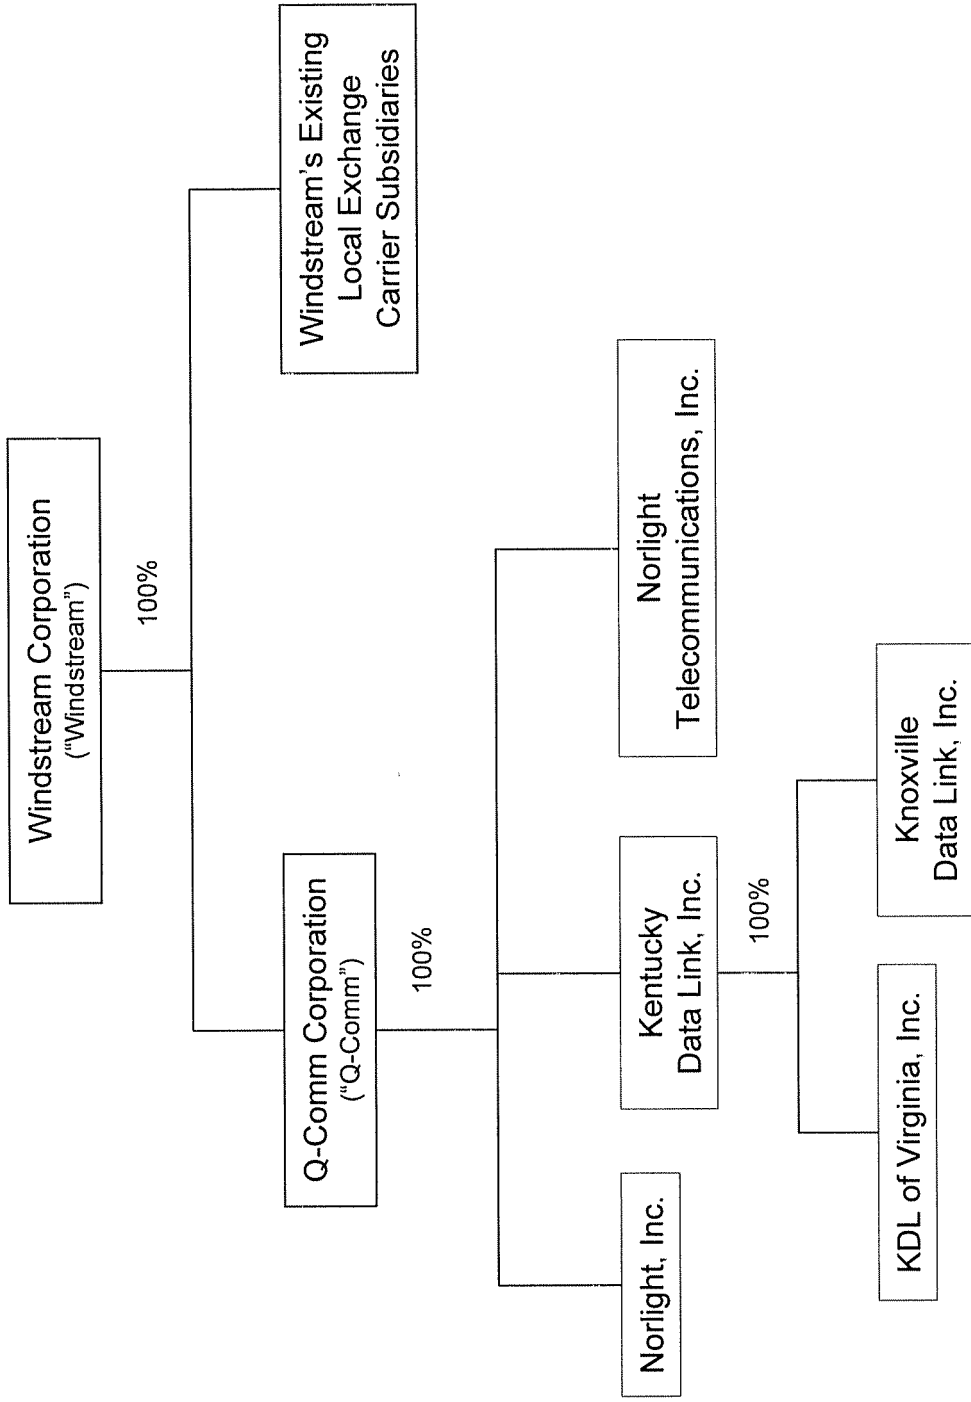 Windstream Corporation
(“Windstream”)
100%
Q-Comm Corporation
(“Q-Comm”)
Windstream’s Existing
Local Exchange
Carrier Subsidiaries
100%
Norlight, Inc.
Kentucky
Data Link, Inc.
Norlight
Telecommunications, Inc.
100%
KDL of Virginia, Inc.
Knoxville
Data Link, Inc.